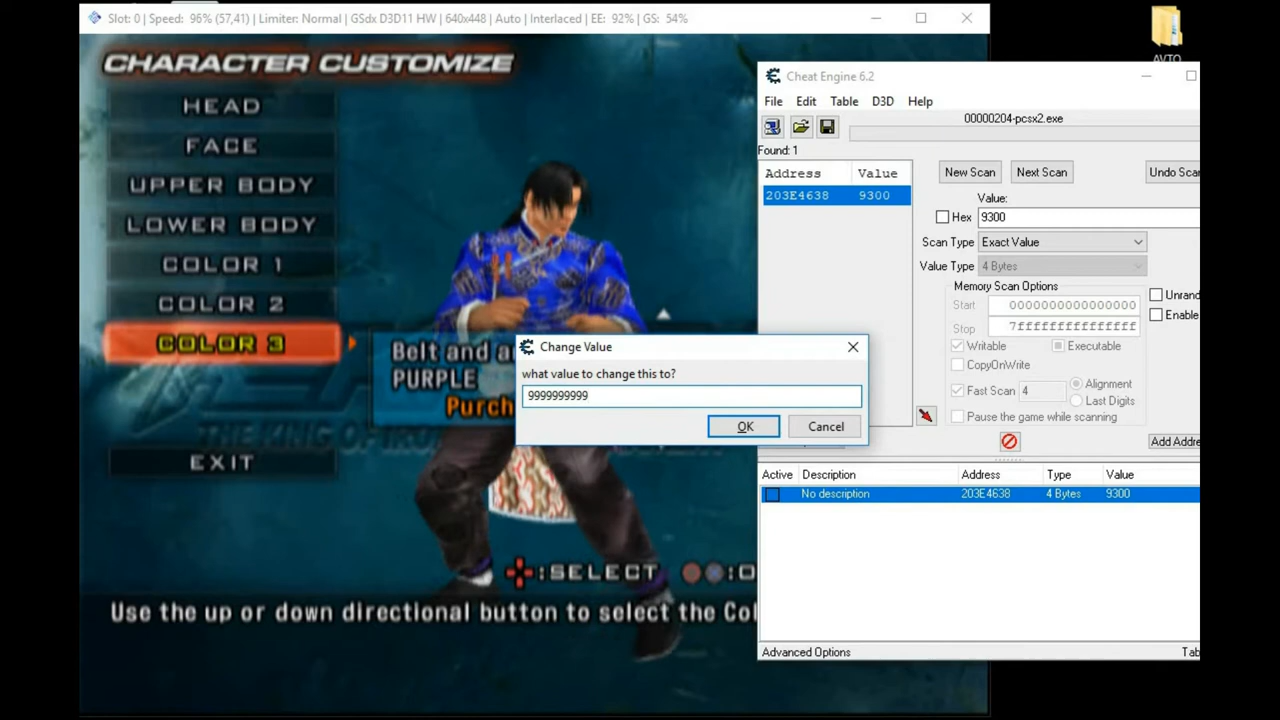 Slot: 0 | Speed: 96% (57,41) | Limiter: Normal | GSdx D3D11 HW | 640x448 | Auto | Interlaced | EE: 92% | GS: 54%
CHARACTER CUSTOMIZE
HEAD
FACE
UPPER BODY
LOWER BODY
COLOR 1
COLOR 2
COLOR 3
EXIT
Belt and a
PURPLE
Purch
THE KING OF IRON
:SELECT
:O
Use the up or down directional button to select the Col
AVTO
Cheat Engine 6.2
File Edit Table D3D Help
00000204-pcsx2.exe
Found: 1
Address Value
203E4638 9300
New Scan Next Scan Undo Scan
Value:
Hex 9300
Scan Type Exact Value
Value Type 4 Bytes
Memory Scan Options
Start 0000000000000000
Stop 7fffffffffffffff
Writable Executable
CopyOnWrite
Fast Scan 4 Alignment
Last Digits
Pause the game while scanning
Unrand
Enable
Add Addre
Change Value
what value to change this to?
9999999999
OK Cancel
Active Description Address Type Value
No description 203E4638 4 Bytes 9300
Advanced Options Tab